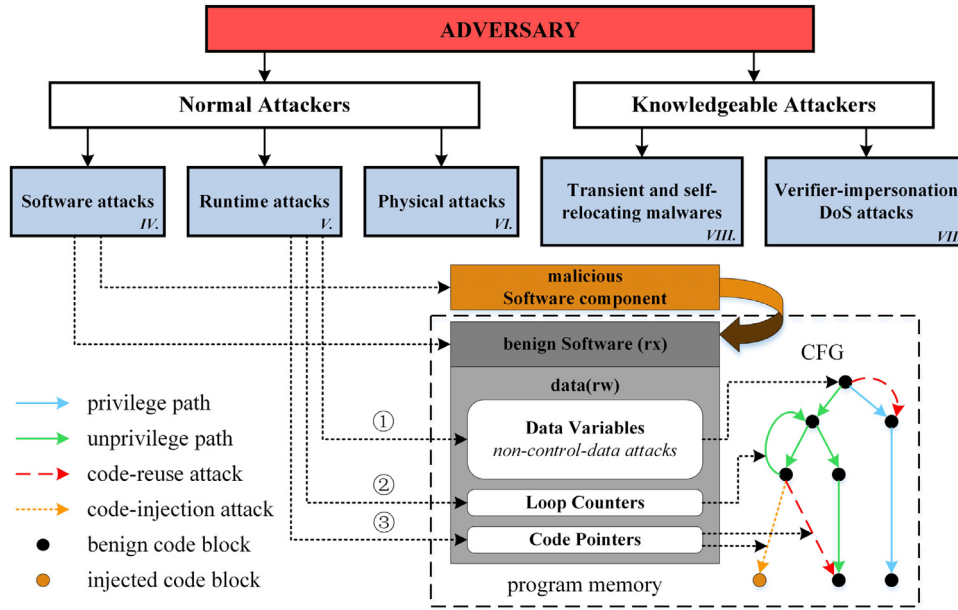 ADVERSARY
Normal Attackers
Knowledgeable Attackers
Software attacks
IV.
Runtime attacks
V.
Physical attacks
VI.
Transient and self-
relocating malwares
VIII.
Verifier-impersonation
DoS attacks
VII
malicious
Software component
benign Software (rx)
data(rw)
Data Variables
non-control-data attacks
Loop Counters
Code Pointers
program memory
CFG
①
②
③
privilege path
unprivilege path
code-reuse attack
code-injection attack
benign code block
injected code block